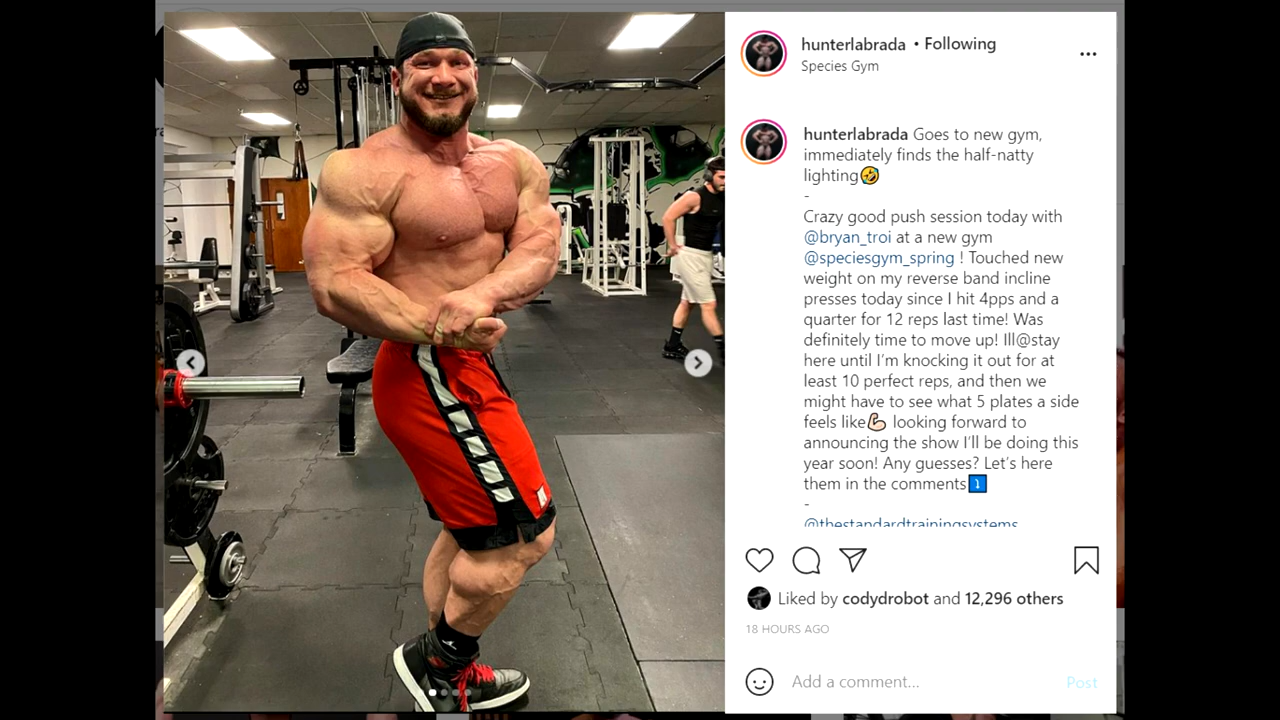 hunterlabrada • Following
Species Gym
hunterlabrada Goes to new gym,
immediately finds the half-natty
lighting🤣
-
Crazy good push session today with
@bryan_troi at a new gym
@speciesgym_spring ! Touched new
weight on my reverse band incline
presses today since I hit 4pps and a
quarter for 12 reps last time! Was
definitely time to move up! Ill@stay
here until I’m knocking it out for at
least 10 perfect reps, and then we
might have to see what 5 plates a side
feels like💪🏻 looking forward to
announcing the show I’ll be doing this
year soon! Any guesses? Let’s here
them in the comments⤵️
-
@thestandardtrainingsystems
Liked by codydrobot and 12,296 others
18 HOURS AGO
Add a comment...
Post